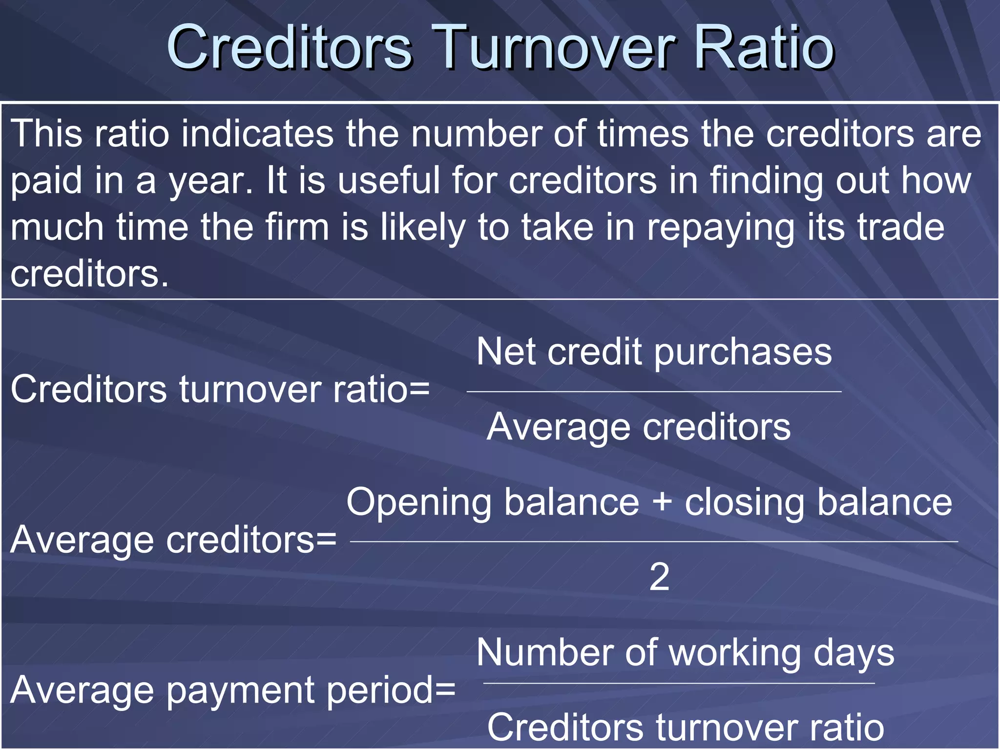 Creditors Turnover Ratio
This ratio indicates the number of times the creditors are
paid in a year. It is useful for creditors in finding out how
much time the firm is likely to take in repaying its trade
creditors.
Net credit purchases
Creditors turnover ratio=
Average creditors
Opening balance + closing balance
Average creditors=
2
Number of working days
Average payment period=
Creditors turnover ratio